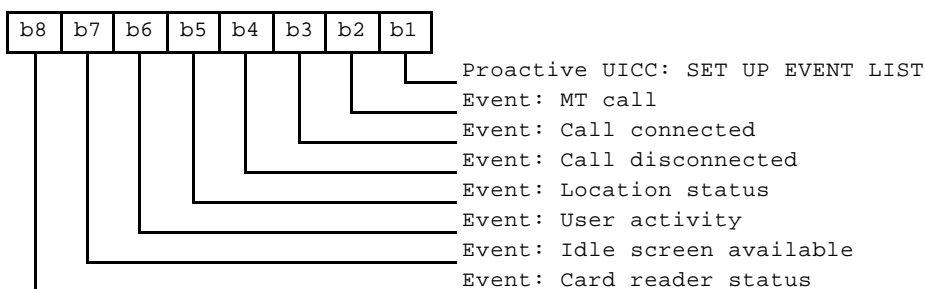 b8 b7 b6 b5 b4 b3 b2 b1
Proactive UICC: SET UP EVENT LIST
Event: MT call
Event: Call connected
Event: Call disconnected
Event: Location status
Event: User activity
Event: Idle screen available
Event: Card reader status